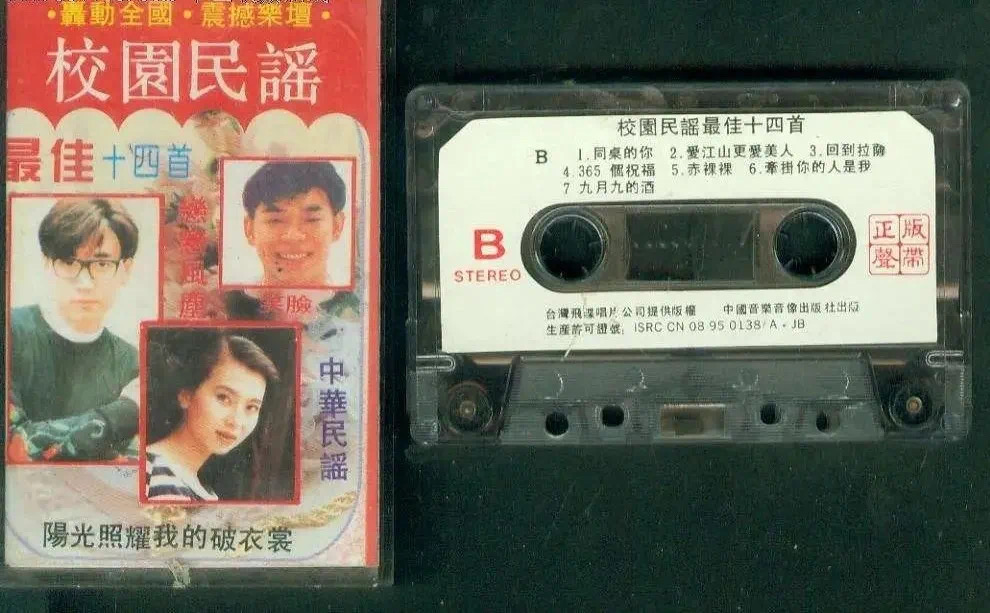 ·轟動全國·震撼樂壇·
校園民謠
最佳十四首
戀戀風塵
笑臉
中華民謠
陽光照耀我的破衣裳
校園民謠最佳十四首
B 1.同桌的你 2.愛江山更愛美人 3.回到拉薩
4.365 個祝福 5.赤裸裸 6.牽掛你的人是我
7 九月九的酒
B
STEREO
正版
聲帶
台灣飛碟唱片公司提供版權 中國音樂音像出版社出版
生產許可證號: ISRC CN 08 95 0138/A·JB